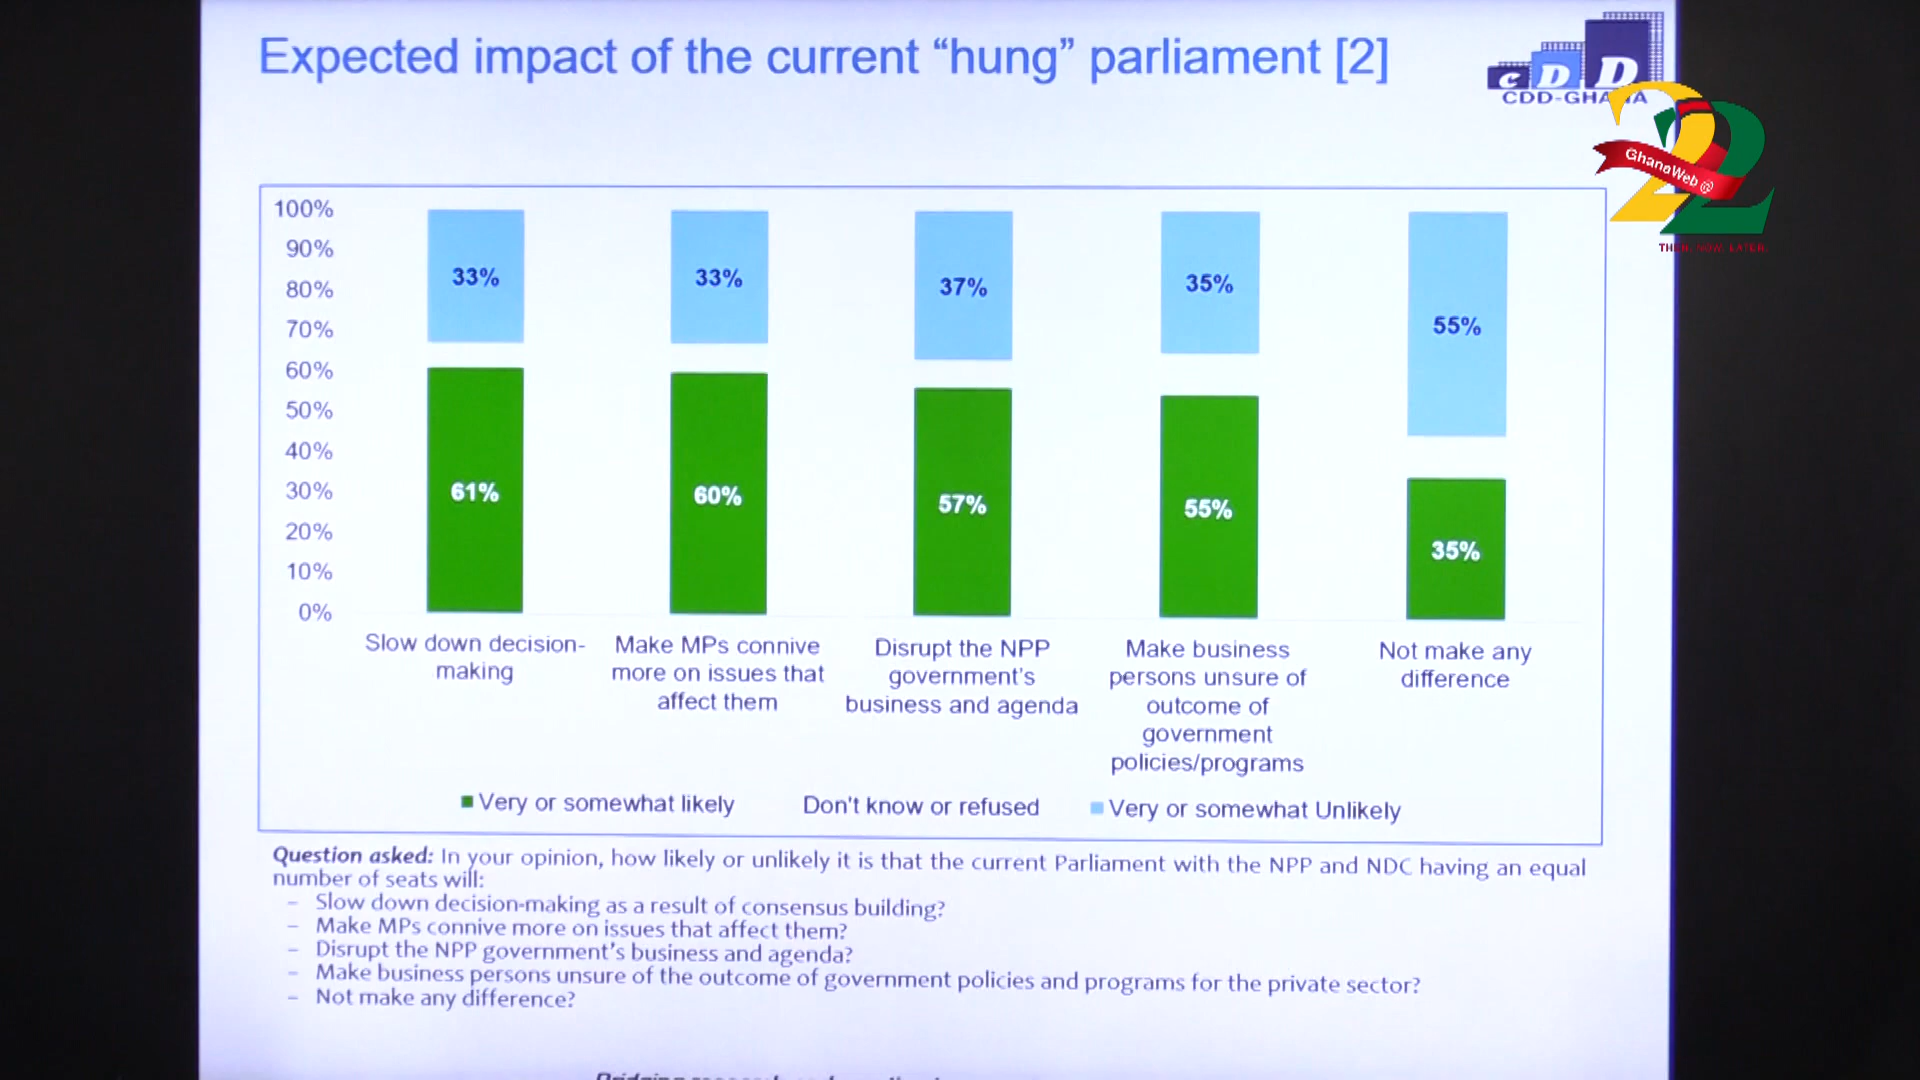 Expected impact of the current “hung” parliament [2]
CDD
CDD-GHANA
GhanaWeb @
22
THEN. NOW. LATER.
100%
90%
80%
70%
60%
50%
40%
30%
20%
10%
0%
33%
33%
37%
35%
55%
61%
60%
57%
55%
35%
Slow down decision-
making
Make MPs connive
more on issues that
affect them
Disrupt the NPP
government's
business and agenda
Make business
persons unsure of
outcome of
government
policies/programs
Not make any
difference
Very or somewhat likely
Don't know or refused
Very or somewhat Unlikely
Question asked: In your opinion, how likely or unlikely it is that the current Parliament with the NPP and NDC having an equal
number of seats will:
– Slow down decision-making as a result of consensus building?
– Make MPs connive more on issues that affect them?
– Disrupt the NPP government’s business and agenda?
– Make business persons unsure of the outcome of government policies and programs for the private sector?
– Not make any difference?